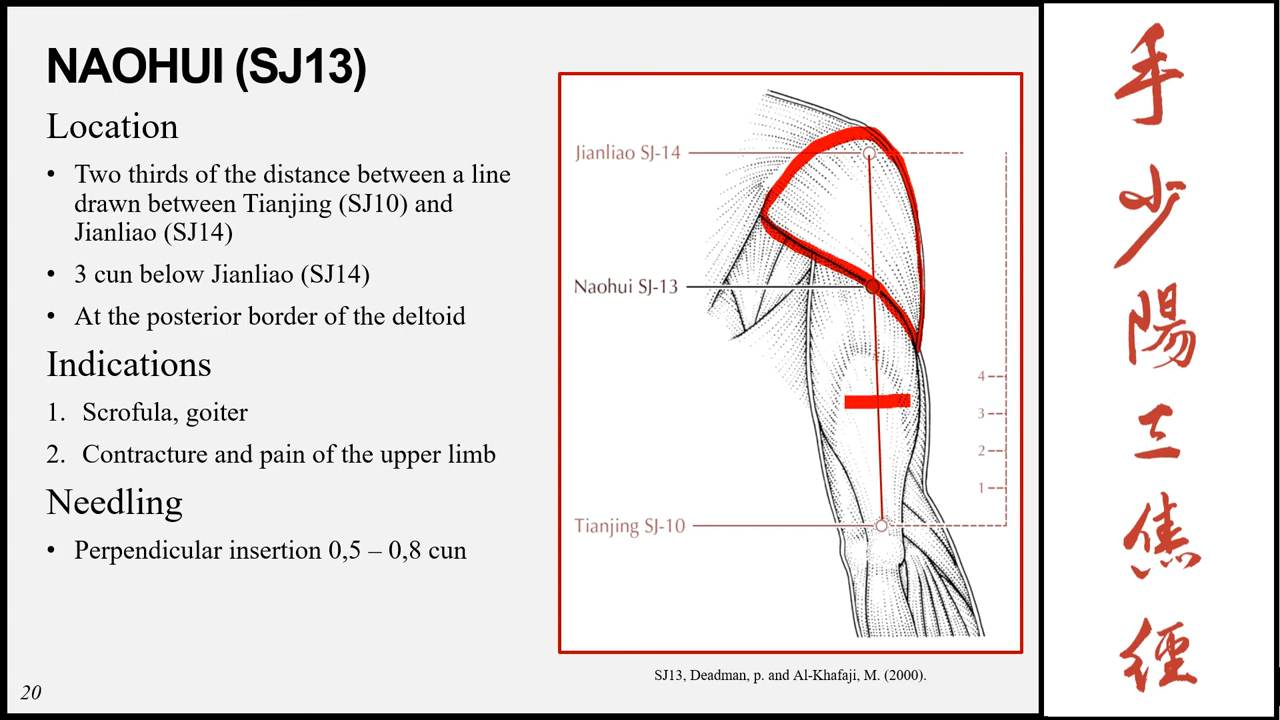 NAOHUI (SJ13)
Location
• Two thirds of the distance between a line
drawn between Tianjing (SJ10) and
Jianliao (SJ14)
• 3 cun below Jianliao (SJ14)
• At the posterior border of the deltoid
Indications
1. Scrofula, goiter
2. Contracture and pain of the upper limb
Needling
• Perpendicular insertion 0,5 – 0,8 cun
20
Jianliao SJ-14
Naohui SJ-13
4
3
2
1
Tianjing SJ-10
SJ13, Deadman, p. and Al-Khafaji, M. (2000).
手
少
陽
三
焦
經